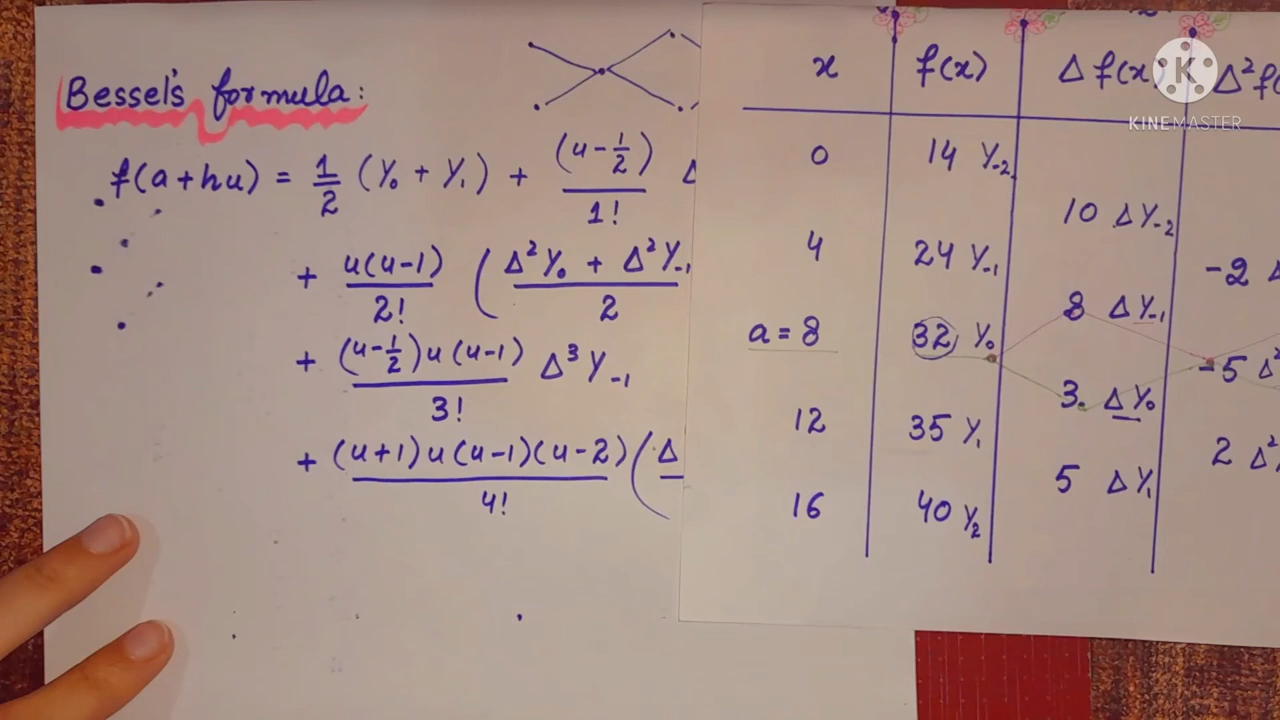 Bessel's formula:
f(a+hu) = 1/2 (Y₀ + Y₁) + (u-1/2)/1! Δ
+ u(u-1)/2! (Δ²Y₀ + Δ²Y₋₁/2
+ (u-1/2)u(u-1)/3! Δ³Y₋₁
+ (u+1)u(u-1)(u-2)/4! (Δ
x f(x) Δf(x) Δ²f(
KINEMASTER
0 14 Y₋₂
10 ΔY₋₂
4 24 Y₋₁
-2 Δ
8 ΔY₋₁
a = 8 32 Y₀
-5 Δ²
3 ΔY₀
12 35 Y₁
2 Δ²
5 ΔY₁
16 40 Y₂